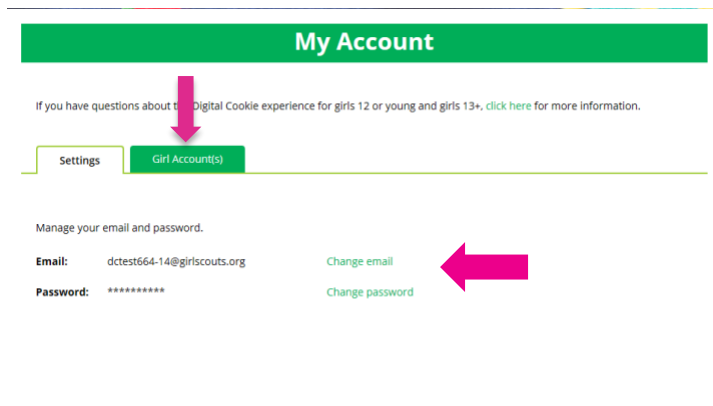 My Account
If you have questions about t Digital Cookie experience for girls 12 or young and girls 13+, click here for more information.
Settings
Girl Account(s)
Manage your email and password.
Email: dctest664-14@girlscouts.org Change email
Password: ********** Change password